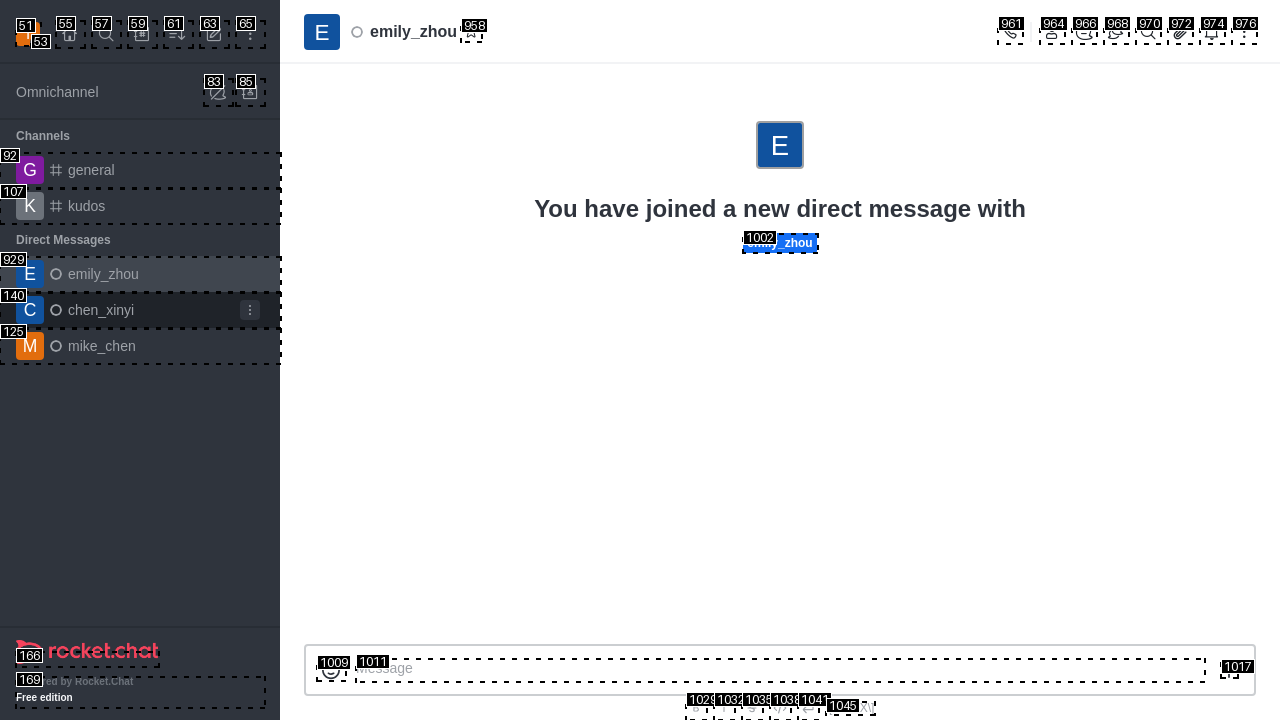 51
53
55
57
59
61
63
65
E
emily_zhou
958
961
964
966
968
970
972
974
976
Omnichannel
83
85
Channels
92
G
general
107
K
kudos
Direct Messages
929
E
emily_zhou
140
C
chen_xinyi
125
M
mike_chen
E
You have joined a new direct message with
1002
_zhou
166
rocket.chat
169
by Rocket.Chat
Free edition
1009
1011
Message
1017
1029
1032
1035
1038
1041
1045